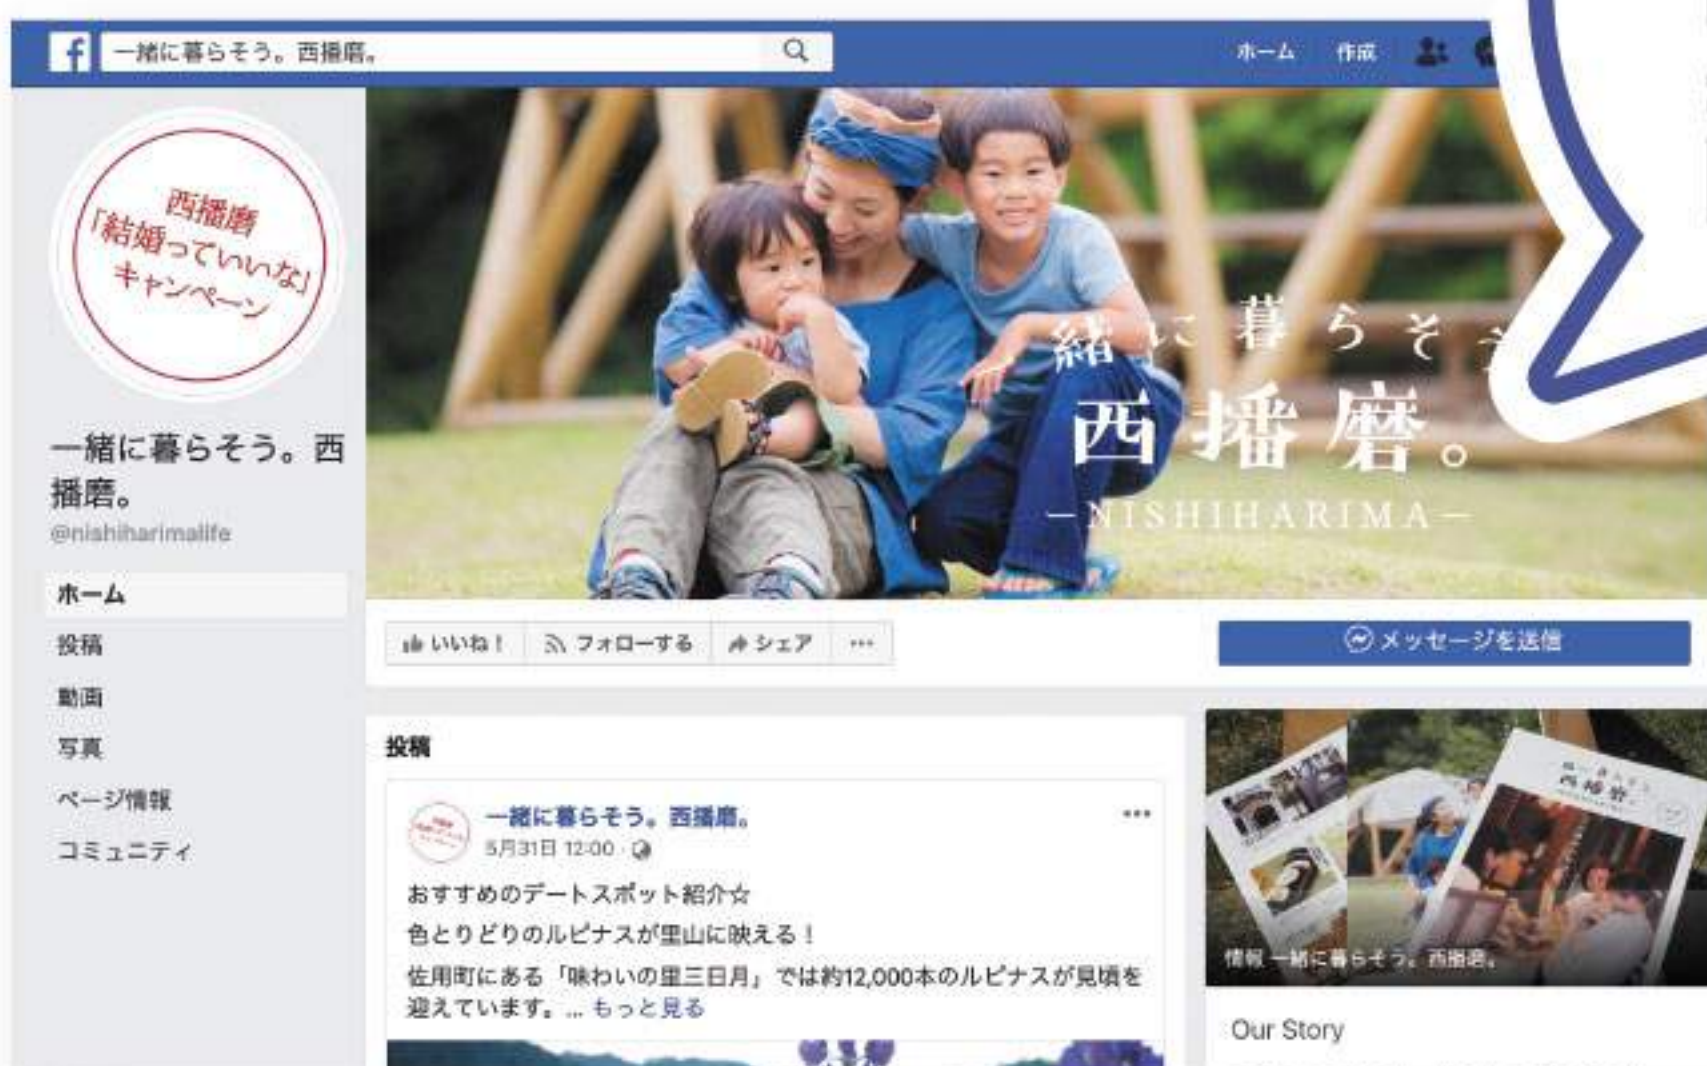 一緒に暮らそう。西播磨。
ホーム 作成
西播磨
「結婚っていいな」
キャンペーン
一緒に暮らそう。西
播磨。
@nishiharimalife
ホーム
投稿
動画
写真
ページ情報
コミュニティ
緒に暮らそう
西播磨。
−NISHIHARIMA−
いいね! フォローする シェア …
メッセージを送信
投稿
一緒に暮らそう。西播磨。
5月31日 12:00
おすすめのデートスポット紹介☆
色とりどりのルピナスが里山に映える!
佐用町にある「味わいの里三日月」では約12,000本のルピナスが見頃を
迎えています。... もっと見る
西播磨。
情報 一緒に暮らそう。西播磨。
Our Story